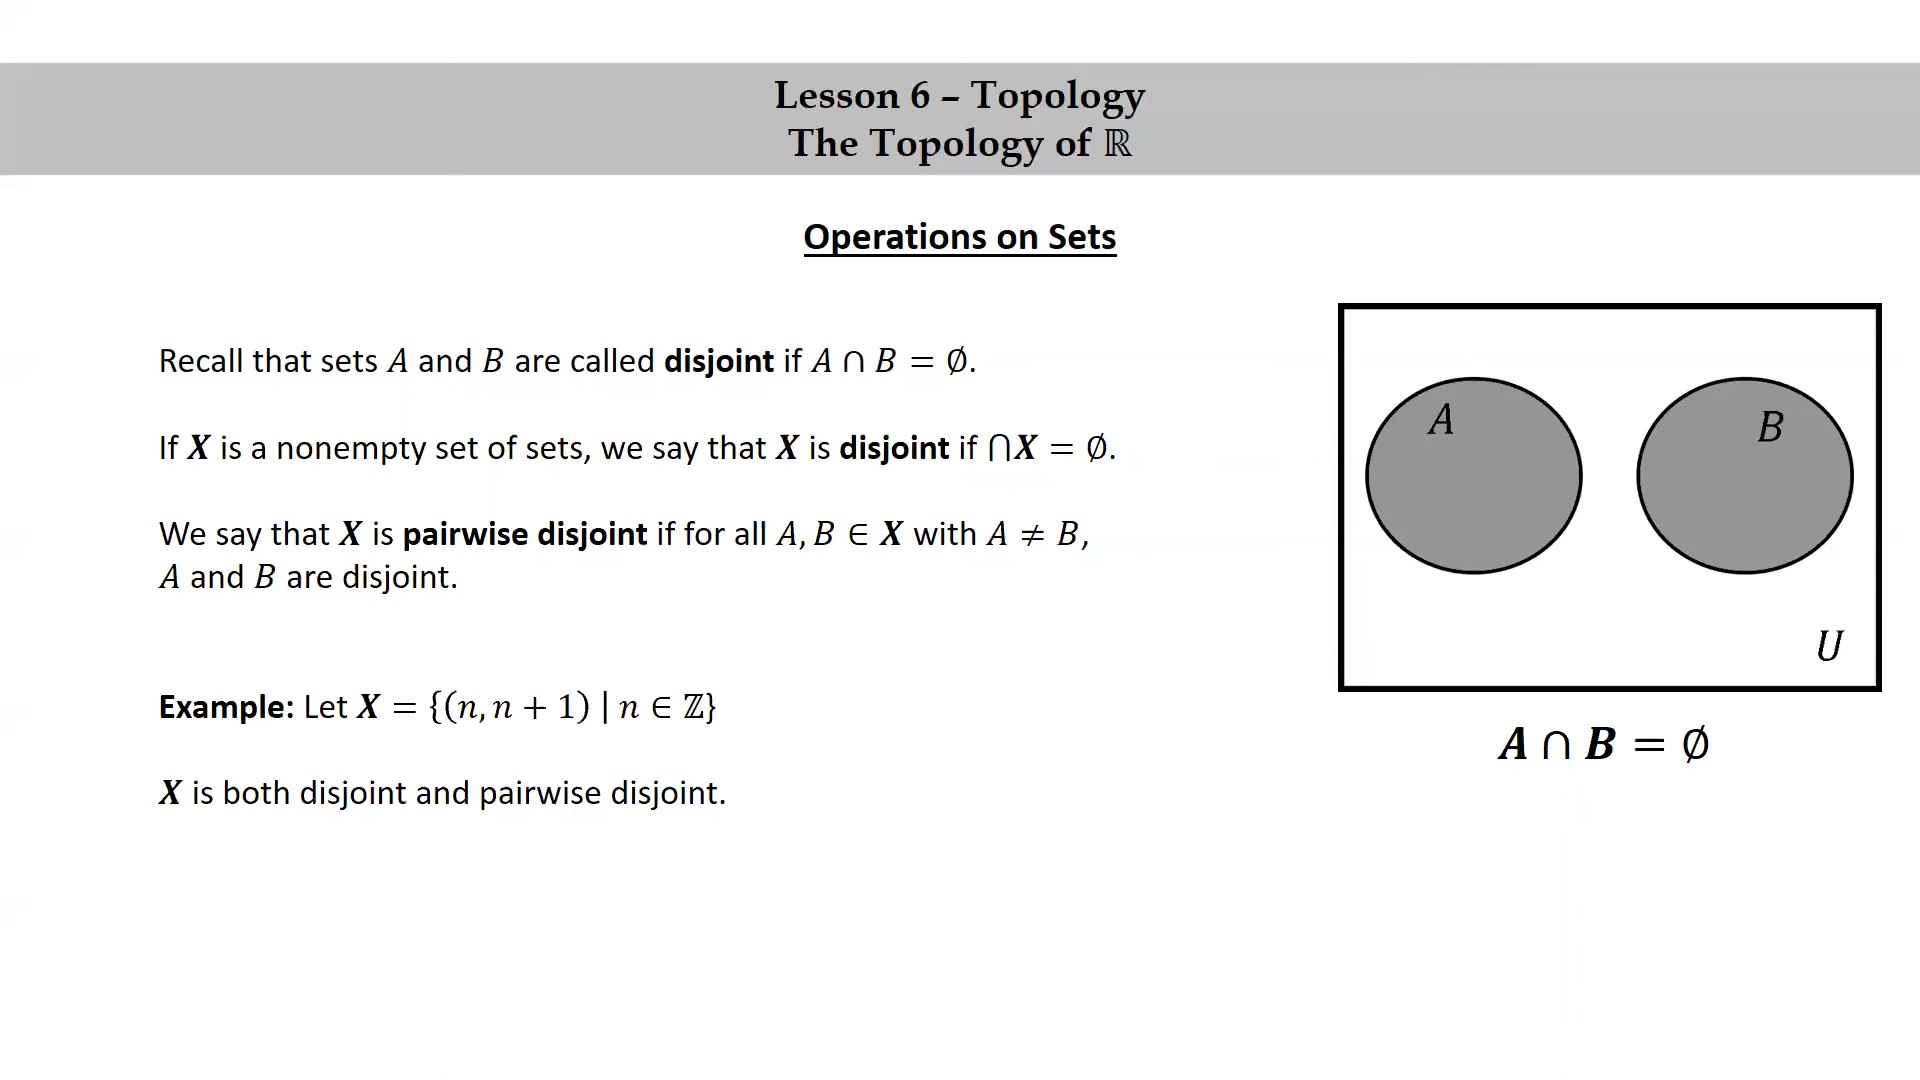 Lesson 6 – Topology
The Topology of ℝ
Operations on Sets
Recall that sets A and B are called disjoint if A ∩ B = ∅.
If X is a nonempty set of sets, we say that X is disjoint if ⋂X = ∅.
We say that X is pairwise disjoint if for all A, B ∈ X with A ≠ B,
A and B are disjoint.
Example: Let X = {(n, n + 1) | n ∈ ℤ}
X is both disjoint and pairwise disjoint.
A
B
U
A ∩ B = ∅